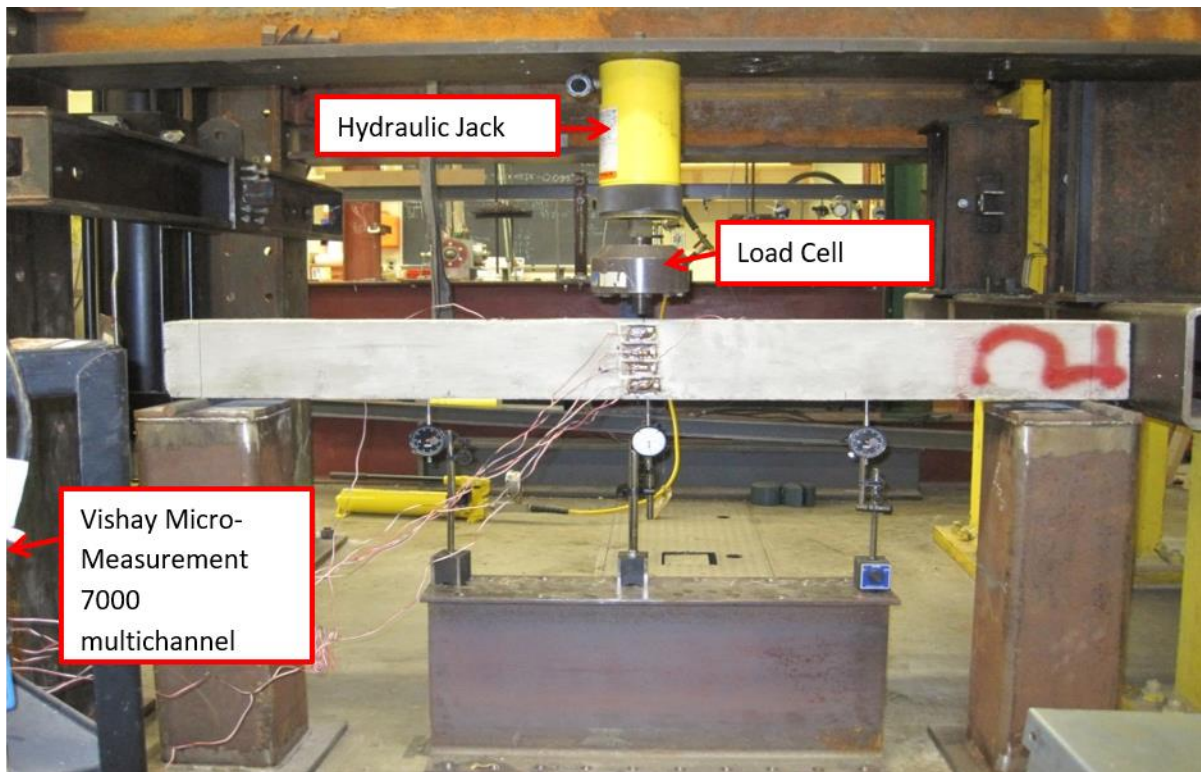 Hydraulic Jack
Load Cell
Vishay Micro-
Measurement
7000
multichannel